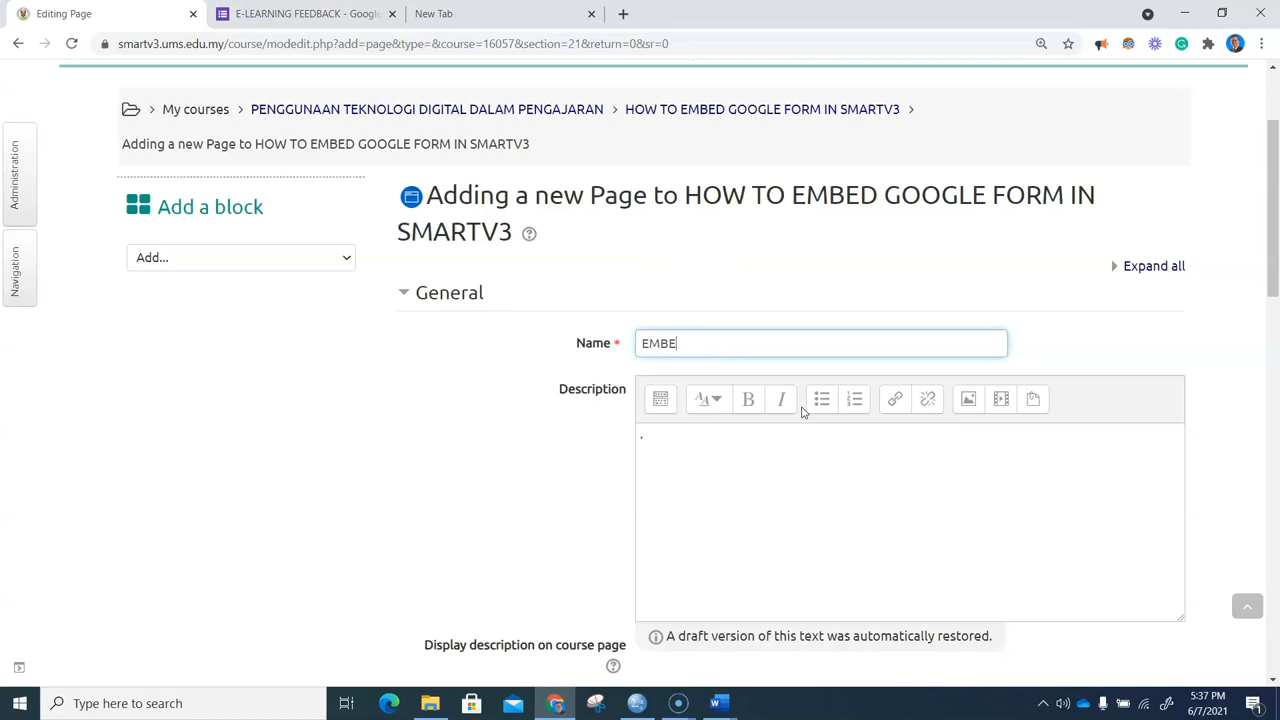 Editing Page
E-LEARNING FEEDBACK - Google
New Tab
smartv3.ums.edu.my/course/modedit.php?add=page&type=&course=16057&section=21&return=0&sr=0
My courses > PENGGUNAAN TEKNOLOGI DIGITAL DALAM PENGAJARAN > HOW TO EMBED GOOGLE FORM IN SMARTV3 >
Adding a new Page to HOW TO EMBED GOOGLE FORM IN SMARTV3
Administration
Navigation
Add a block
Add...
Adding a new Page to HOW TO EMBED GOOGLE FORM IN
SMARTV3
Expand all
General
Name *
EMBE
Description
.
A draft version of this text was automatically restored.
Display description on course page
Type here to search
5:37 PM
6/7/2021